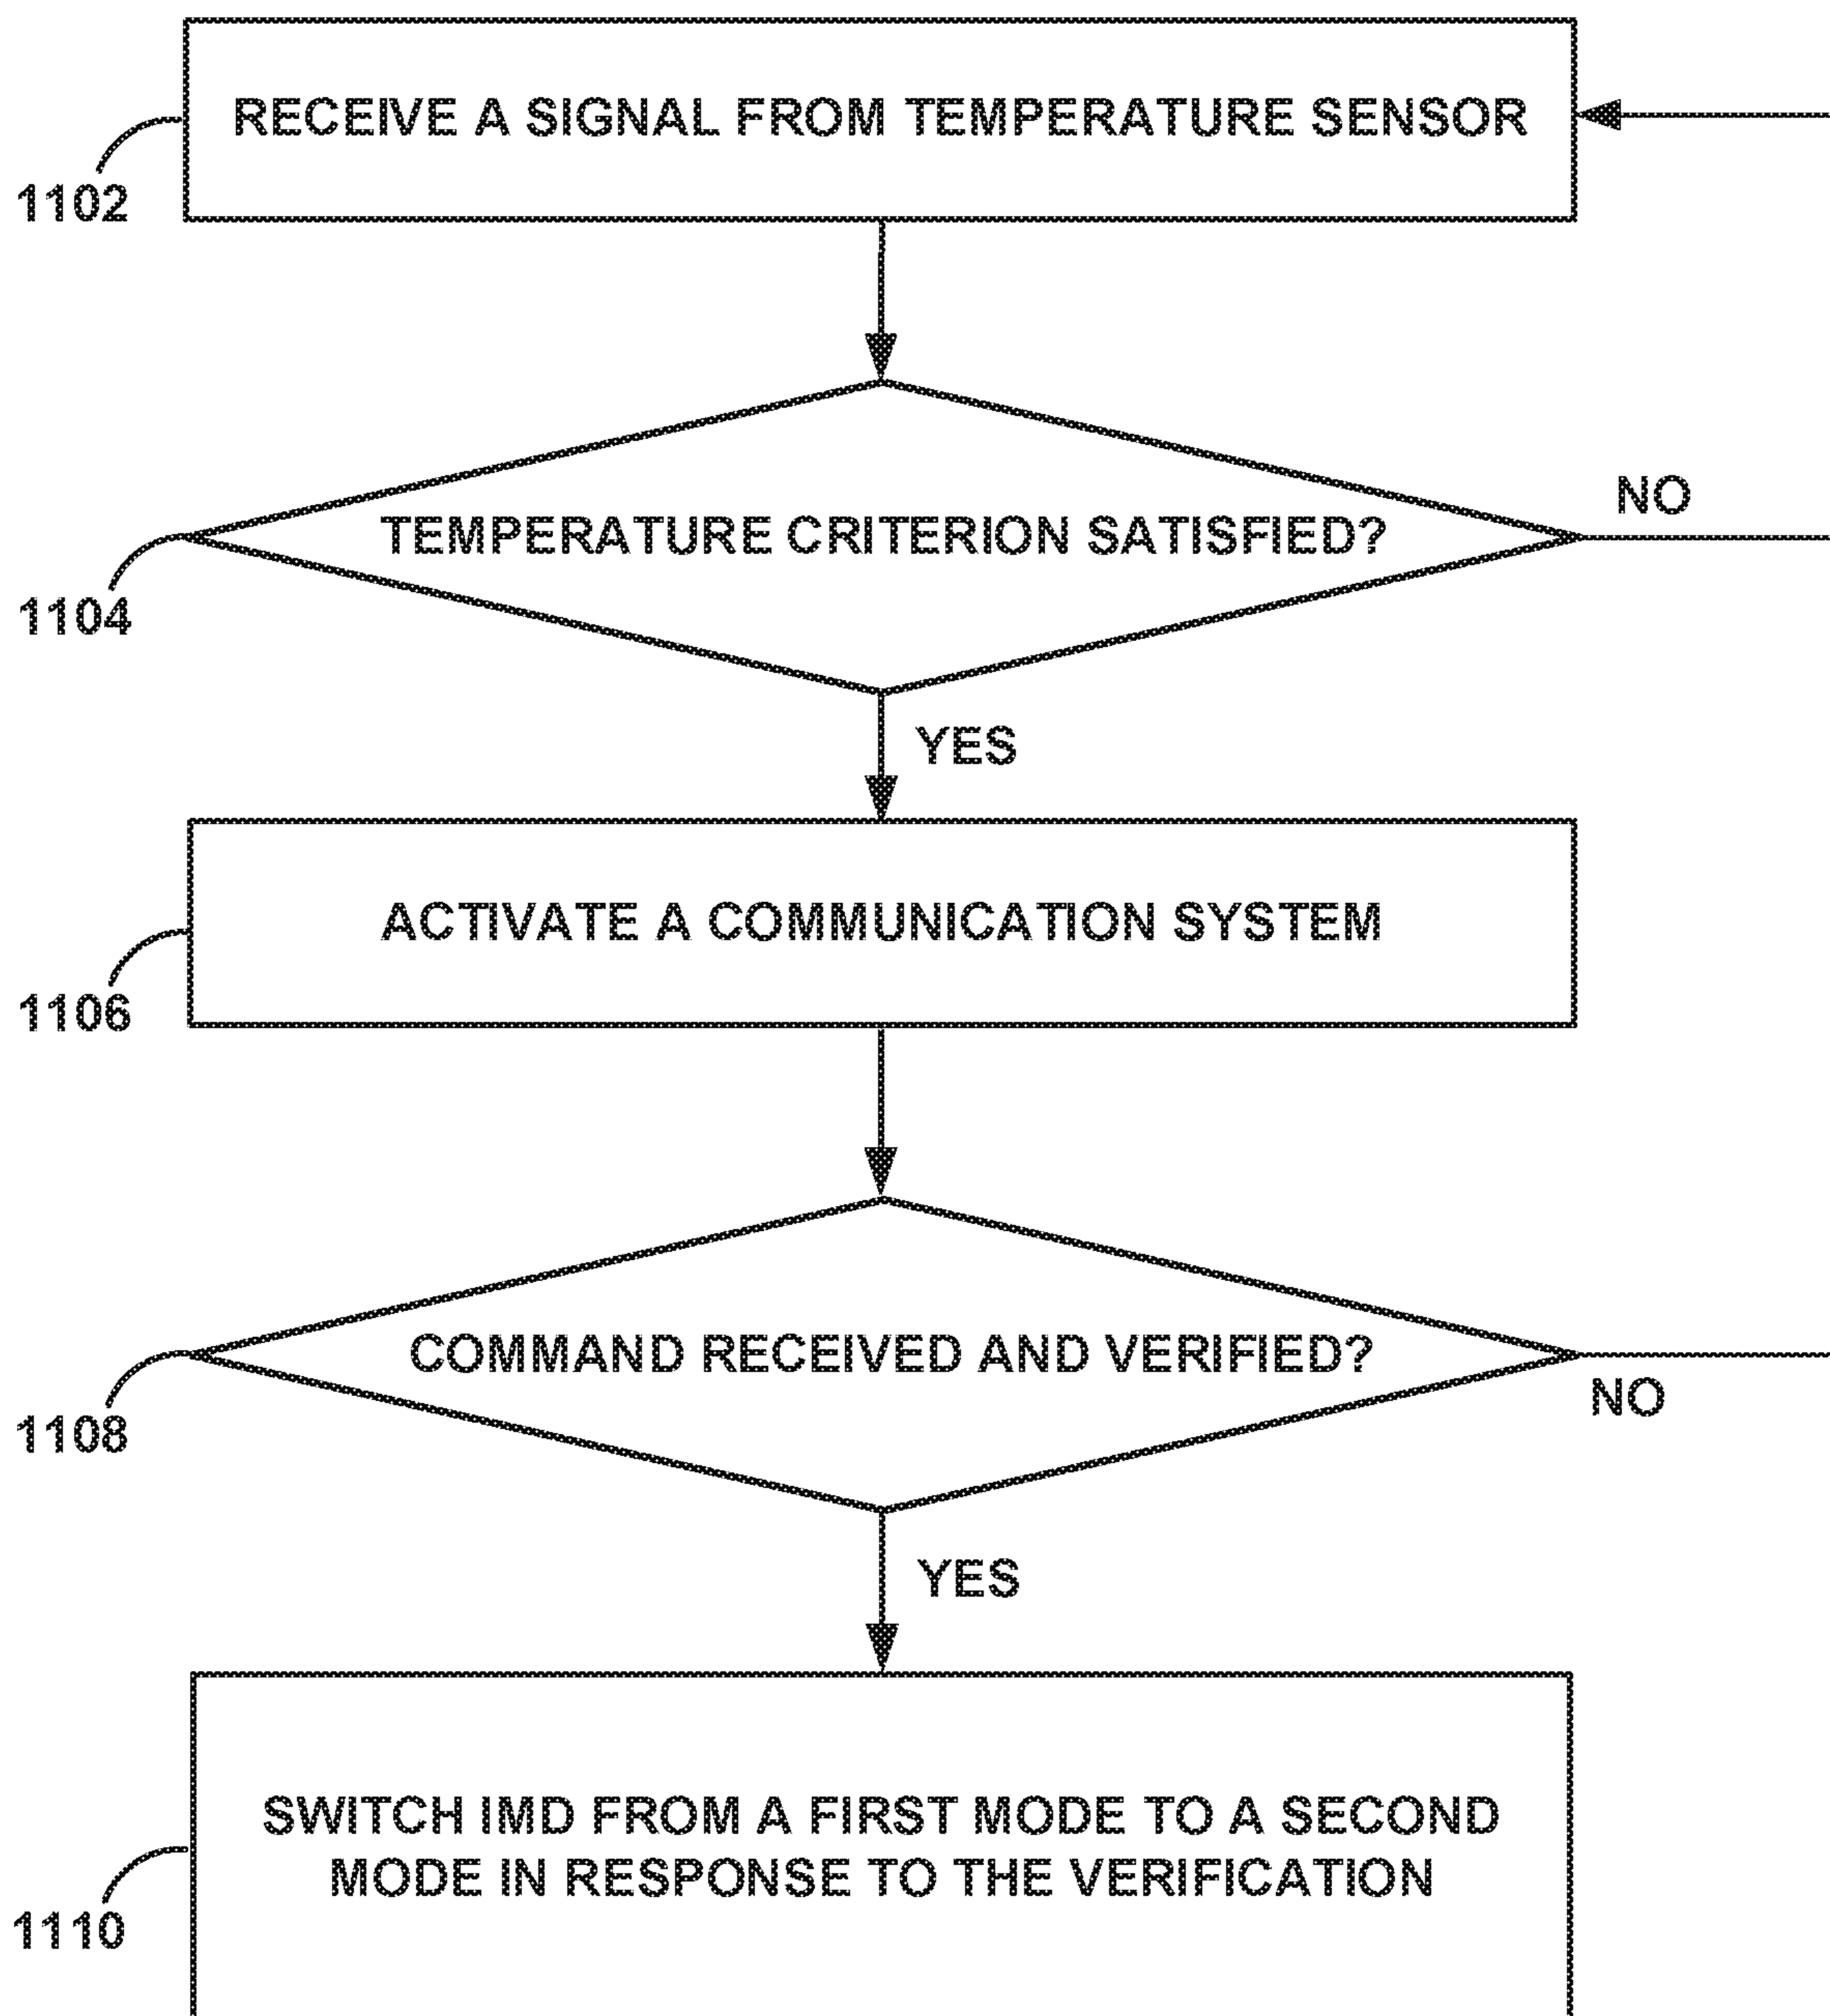 RECEIVE A SIGNAL FROM TEMPERATURE SENSOR
1102
TEMPERATURE CRITERION SATISFIED?
NO
1104
YES
ACTIVATE A COMMUNICATION SYSTEM
1106
COMMAND RECEIVED AND VERIFIED?
NO
1108
YES
SWITCH IMD FROM A FIRST MODE TO A SECOND
MODE IN RESPONSE TO THE VERIFICATION
1110